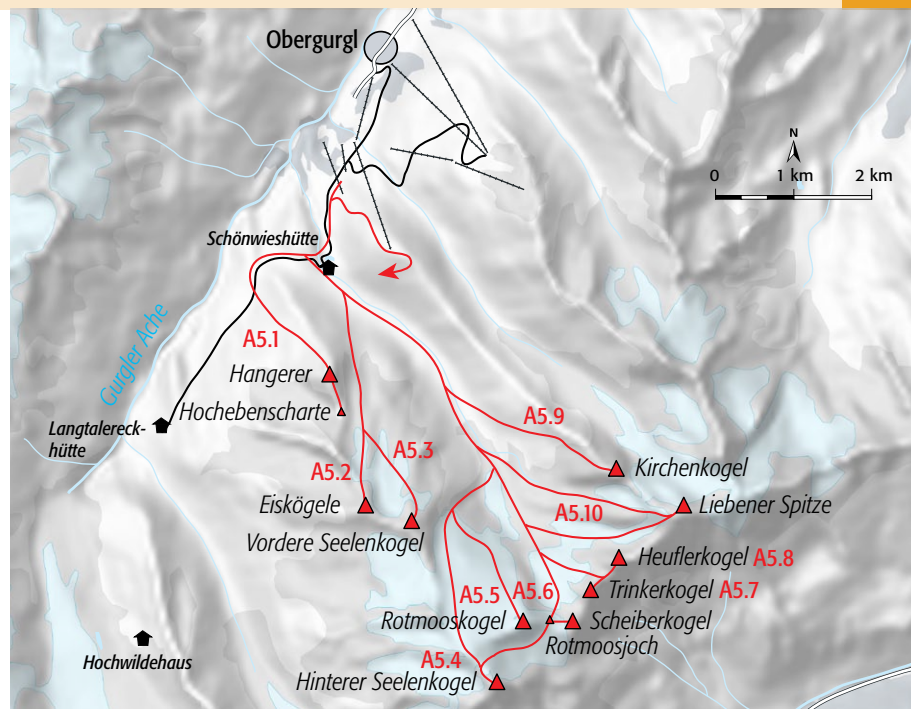 Obergurgl
N
0 1 km 2 km
Schönwieshütte
Gurgler Ache
A5.1
Hangerer
Hochebenscharte
Langtalereck-
hütte
A5.9
A5.3
A5.2
Kirchenkogel
Eiskögele
Liebener Spitze
A5.10
Vordere Seelenkogel
Heuflerkogel A5.8
A5.5
A5.6
Trinkerkogel A5.7
Rotmooskogel
Scheiberkogel
Rotmoosjoch
Hochwildehaus
A5.4
Hinterer Seelenkogel